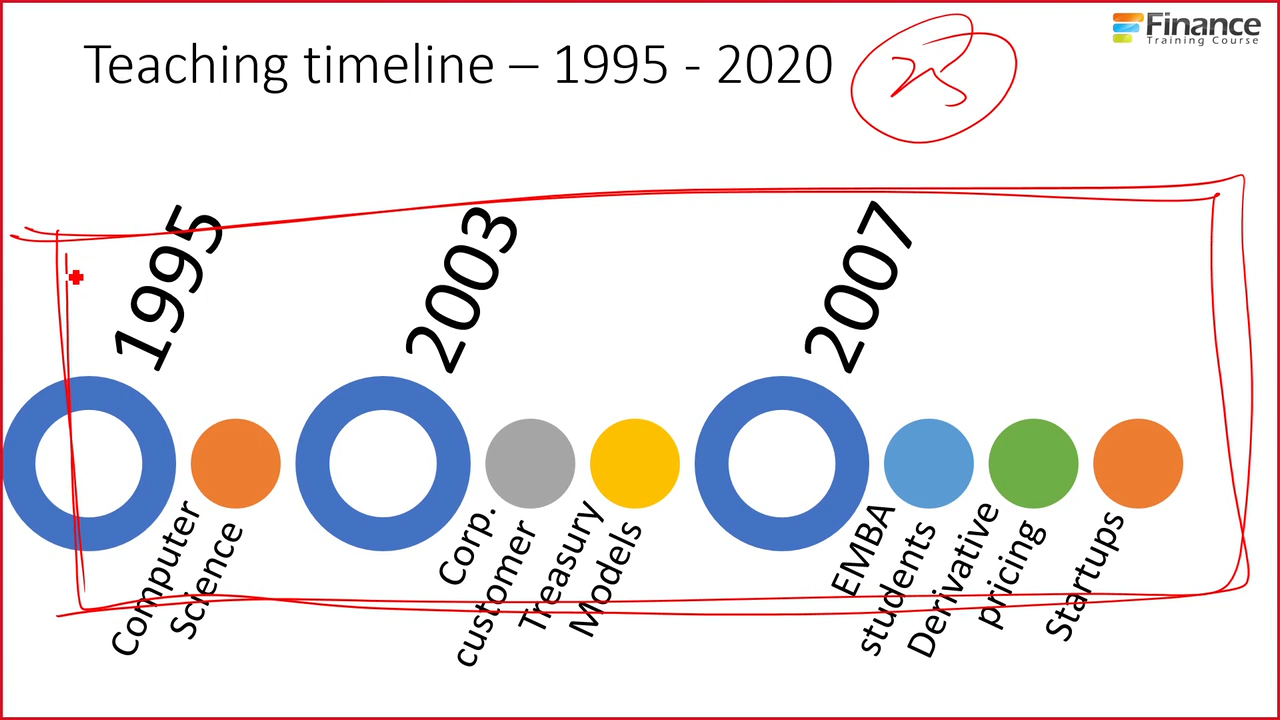 Teaching timeline – 1995 - 2020
25
Finance
Training Course
1995
2003
2007
Computer
Science
Corp.
customer
Treasury
Models
EMBA
students
Derivative
pricing
Startups